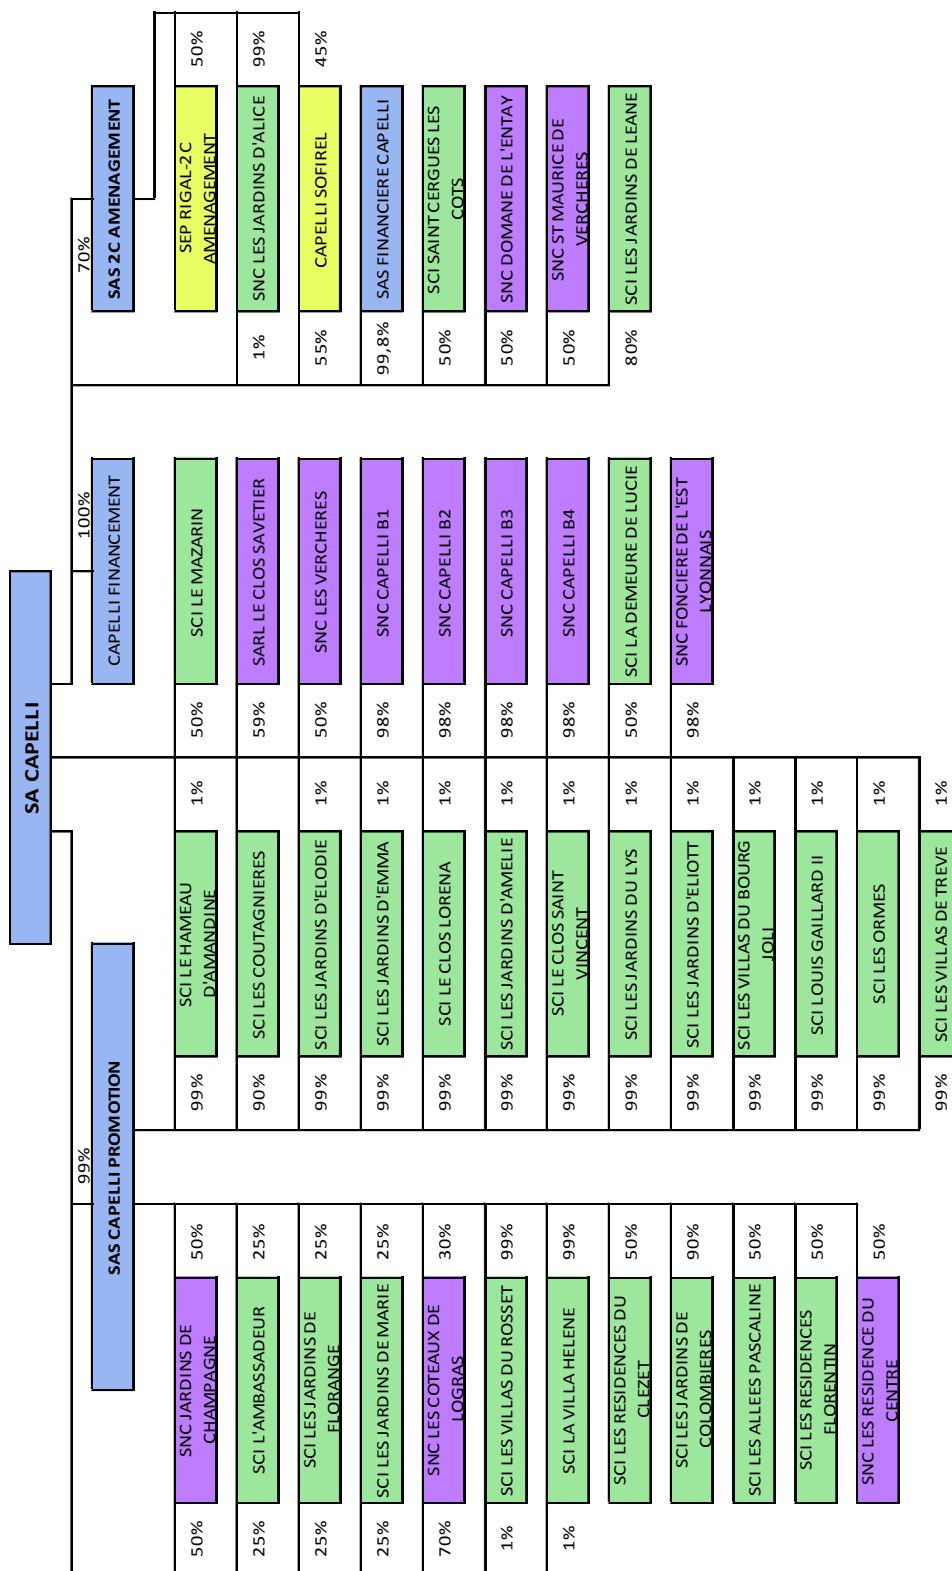 SA CAPELLI
99%
100%
70%
SAS CAPELLI PROMOTION
CAPELLI FINANCEMENT
SAS 2C AMENAGEMENT
50%
SNC JARDINS DE
CHAMPAGNE
50%
99%
SCI LE HAMEAU
D'AMANDINE
1%
50%
SCI LE MAZARIN
SEP RIGAL-2C
AMENAGEMENT
50%
25%
SCI L'AMBASSADEUR
25%
90%
SCI LES COUTAGNIERES
59%
SARL LE CLOS SAVETIER
1%
SNC LES JARDINS D'ALICE
99%
25%
SCI LES JARDINS DE
FLORANGE
25%
99%
SCI LES JARDINS D'ELODIE
1%
50%
SNC LES VERCHERES
55%
CAPELLI SOFIREL
45%
25%
SCI LES JARDINS DE MARIE
25%
99%
SCI LES JARDINS D'EMMA
1%
98%
SNC CAPELLI B1
99,8%
SAS FINANCIERE CAPELLI
70%
SNC LES COTEAUX DE
LOGRAS
30%
99%
SCI LE CLOS LORENA
1%
98%
SNC CAPELLI B2
50%
SCI SAINT CERGUES LES
COTS
1%
SCI LES VILLAS DU ROSSET
99%
99%
SCI LES JARDINS D'AMELIE
1%
98%
SNC CAPELLI B3
50%
SNC DOMANE DE L'ENTAY
1%
SCI LA VILLA HELENE
99%
99%
SCI LE CLOS SAINT
VINCENT
1%
98%
SNC CAPELLI B4
50%
SNC ST MAURICE DE
VERCHERES
SCI LES RESIDENCES DU
CLEZET
50%
99%
SCI LES JARDINS DU LYS
1%
50%
SCI LA DEMEURE DE LUCIE
80%
SCI LES JARDINS DE LEANE
SCI LES JARDINS DE
COLOMBIERES
90%
99%
SCI LES JARDINS D'ELIOTT
1%
98%
SNC FONCIERE DE L'EST
LYONNAIS
SCI LES ALLEES PASCALINE
50%
99%
SCI LES VILLAS DU BOURG
JOLI
1%
SCI LES RESIDENCES
FLORENTIN
50%
99%
SCI LOUIS GAILLARD II
1%
SNC LES RESIDENCE DU
CENTRE
50%
99%
SCI LES ORMES
1%
99%
SCI LES VILLAS DE TREVE
1%